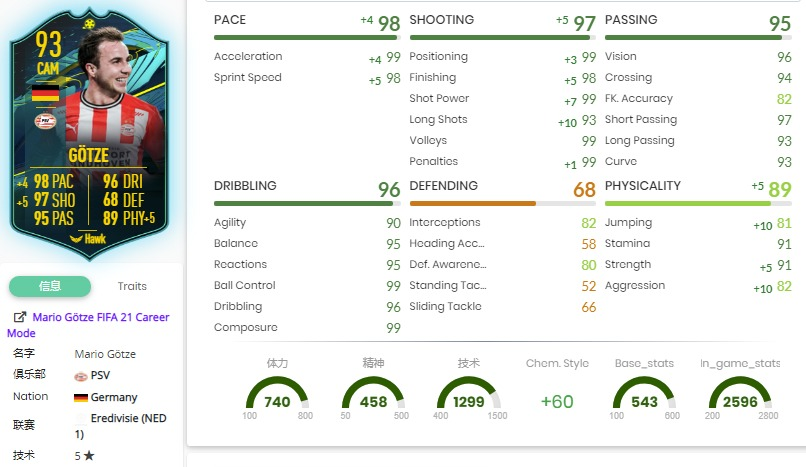 93
CAM
PSV
GÖTZE
+4 98 PAC 96 DRI
+5 97 SHO 68 DEF
95 PAS 89 PHY+5
Hawk
信息 Traits
Mario Götze FIFA 21 Career
Mode
名字 Mario Götze
俱乐部 PSV
Nation Germany
联赛 Eredivisie (NED
1)
技术 5 ★
PACE +4 98
Acceleration +4 99
Sprint Speed +5 98
SHOOTING +5 97
Positioning +3 99
Finishing +5 98
Shot Power +7 99
Long Shots +10 93
Volleys 99
Penalties +1 99
PASSING 95
Vision 96
Crossing 94
FK. Accuracy 82
Short Passing 97
Long Passing 93
Curve 93
DRIBBLING 96
Agility 90
Balance 95
Reactions 95
Ball Control 99
Dribbling 96
Composure 99
DEFENDING 68
Interceptions 82
Heading Acc... 58
Def. Awarene... 80
Standing Tac... 52
Sliding Tackle 66
PHYSICALITY +5 89
Jumping +10 81
Stamina 91
Strength +5 91
Aggression +10 82
体力 精神 技术 Chem. Style Base_stats In_game_stats
740 458 1299 +60 543 2596
100 800 50 500 400 1500 100 600 200 2800